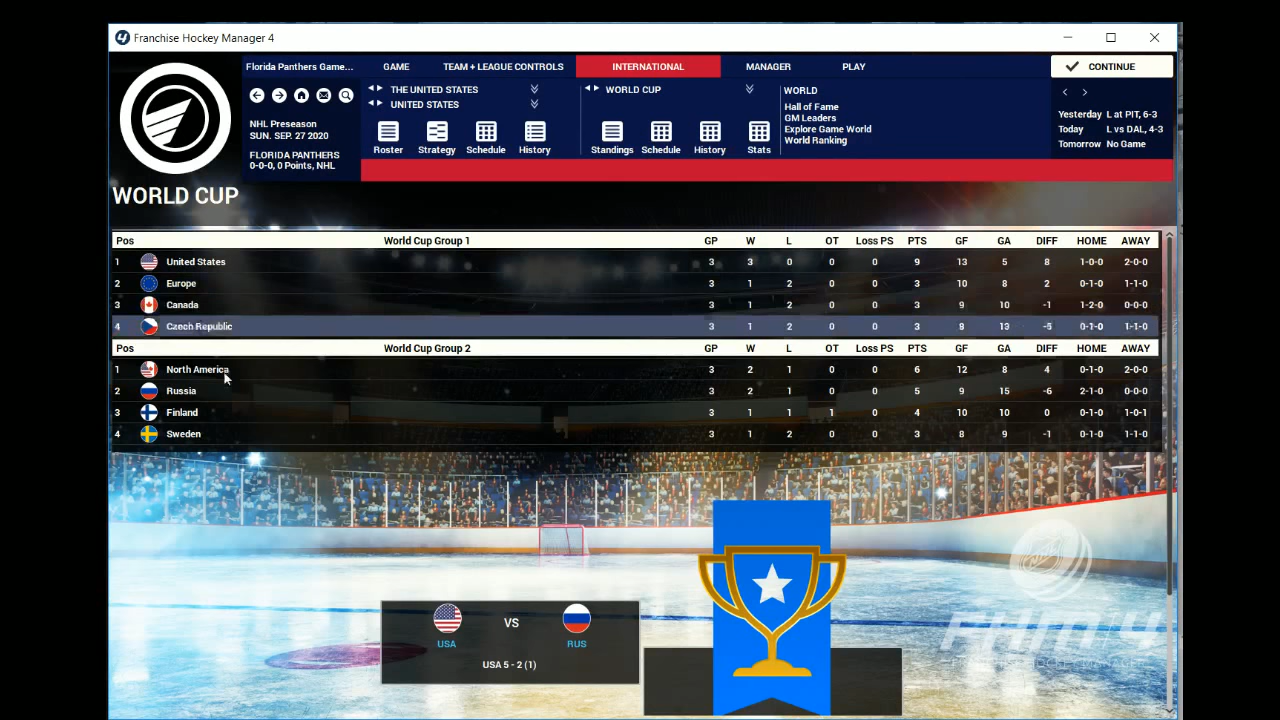 Franchise Hockey Manager 4
Florida Panthers Game... GAME TEAM + LEAGUE CONTROLS INTERNATIONAL MANAGER PLAY CONTINUE
THE UNITED STATES WORLD CUP WORLD
UNITED STATES
Hall of Fame
GM Leaders
Explore Game World
World Ranking
NHL Preseason
SUN. SEP. 27 2020
FLORIDA PANTHERS
0-0-0, 0 Points, NHL
Roster Strategy Schedule History Standings Schedule History Stats
Yesterday L at PIT, 6-3
Today L vs DAL, 4-3
Tomorrow No Game
WORLD CUP
Pos World Cup Group 1 GP W L OT Loss PS PTS GF GA DIFF HOME AWAY
1 United States 3 3 0 0 0 9 13 5 8 1-0-0 2-0-0
2 Europe 3 1 2 0 0 3 10 8 2 0-1-0 1-1-0
3 Canada 3 1 2 0 0 3 9 10 -1 1-2-0 0-0-0
4 Czech Republic 3 1 2 0 0 3 8 13 -5 0-1-0 1-1-0
Pos World Cup Group 2 GP W L OT Loss PS PTS GF GA DIFF HOME AWAY
1 North America 3 2 1 0 0 6 12 8 4 0-1-0 2-0-0
2 Russia 3 2 1 0 0 5 9 15 -6 2-1-0 0-0-0
3 Finland 3 1 1 1 0 4 10 10 0 0-1-0 1-0-1
4 Sweden 3 1 2 0 0 3 8 9 -1 0-1-0 1-1-0
USA VS RUS
USA 5 - 2 (1)
FHM 4
FRANCHISE HOCKEY MANAGER